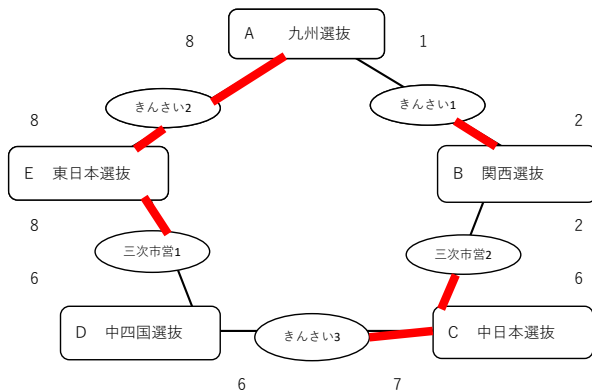 8
A 九州選抜
1
きんさい2
きんさい1
8
2
E 東日本選抜
B 関西選抜
8
2
三次市営1
三次市営2
6
6
D 中四国選抜
きんさい3
C 中日本選抜
6
7